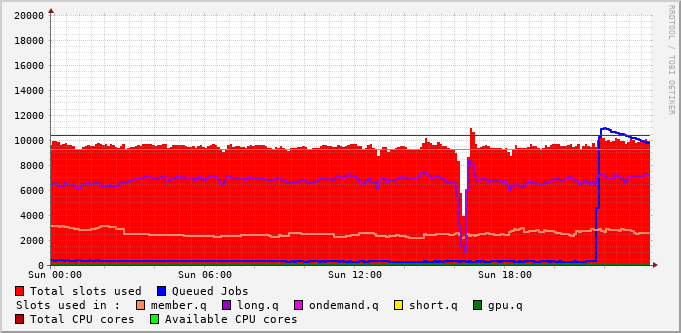 20000
18000
16000
14000
12000
10000
8000
6000
4000
2000
0
Sun 00:00 Sun 06:00 Sun 12:00 Sun 18:00
RRDTOOL / TOBI OETIKER
Total slots used Queued Jobs
Slots used in : member.q long.q ondemand.q short.q gpu.q
Total CPU cores Available CPU cores